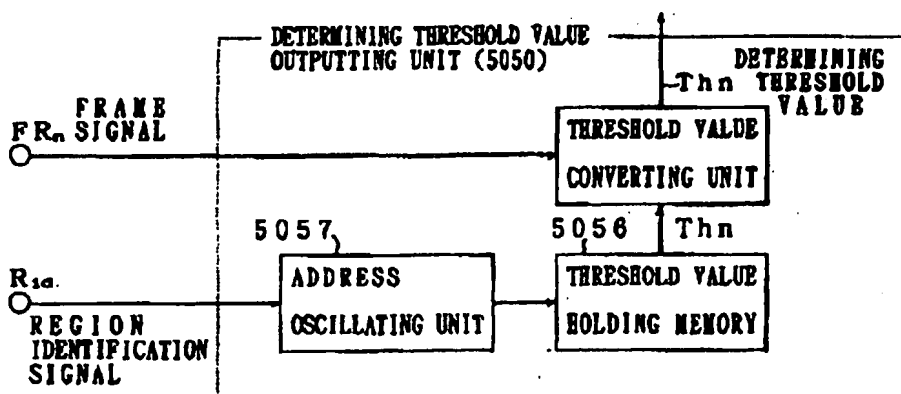 DETERMINING THRESHOLD VALUE
OUTPUTTING UNIT (5050)
DETERMINING
THRESHOLD
VALUE
Thn
FRn
FRAME
SIGNAL
THRESHOLD VALUE
CONVERTING UNIT
5057
5056
Thn
R1d.
ADDRESS
OSCILLATING UNIT
THRESHOLD VALUE
HOLDING MEMORY
REGION
IDENTIFICATION
SIGNAL